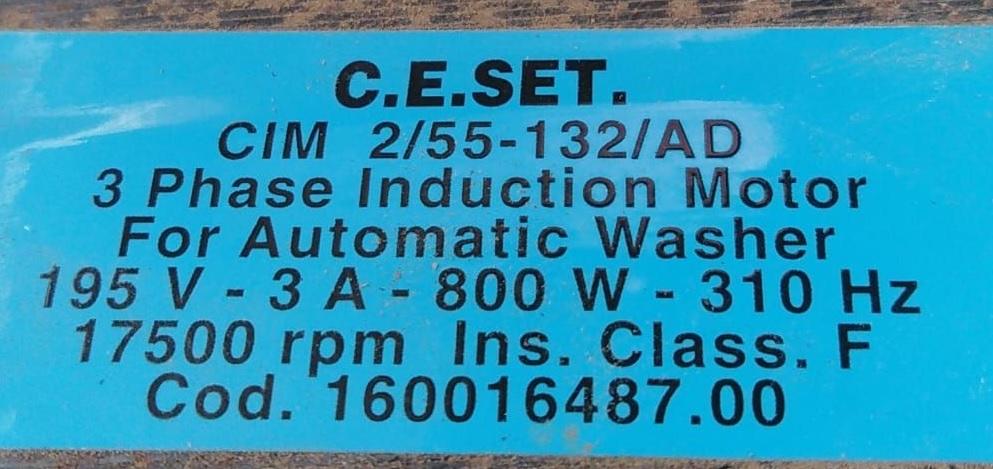 C.E.SET.
CIM 2/55-132/AD
3 Phase Induction Motor
For Automatic Washer
195 V - 3 A - 800 W - 310 Hz
17500 rpm Ins. Class. F
Cod. 160016487.00